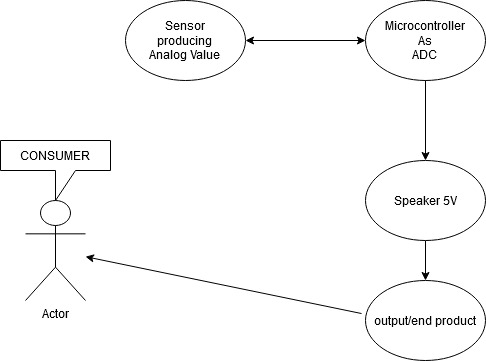 Sensor
producing
Analog Value
Microcontroller
As
ADC
CONSUMER
Speaker 5V
Actor
output/end product